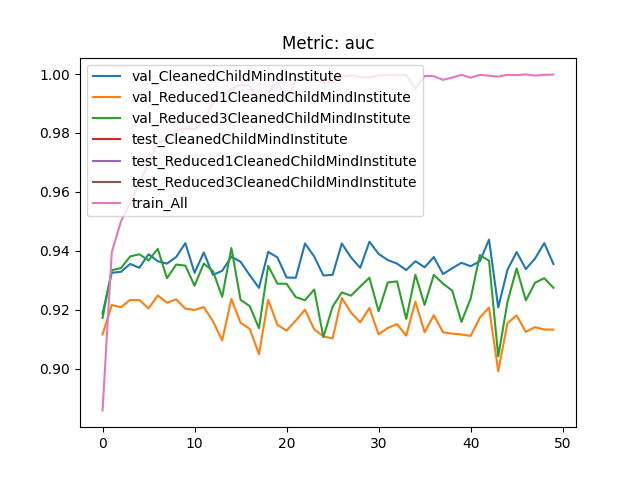 Metric: auc
1.00
0.98
0.96
0.94
0.92
0.90
val_CleanedChildMindInstitute
val_Reduced1CleanedChildMindInstitute
val_Reduced3CleanedChildMindInstitute
test_CleanedChildMindInstitute
test_Reduced1CleanedChildMindInstitute
test_Reduced3CleanedChildMindInstitute
train_All
0 10 20 30 40 50